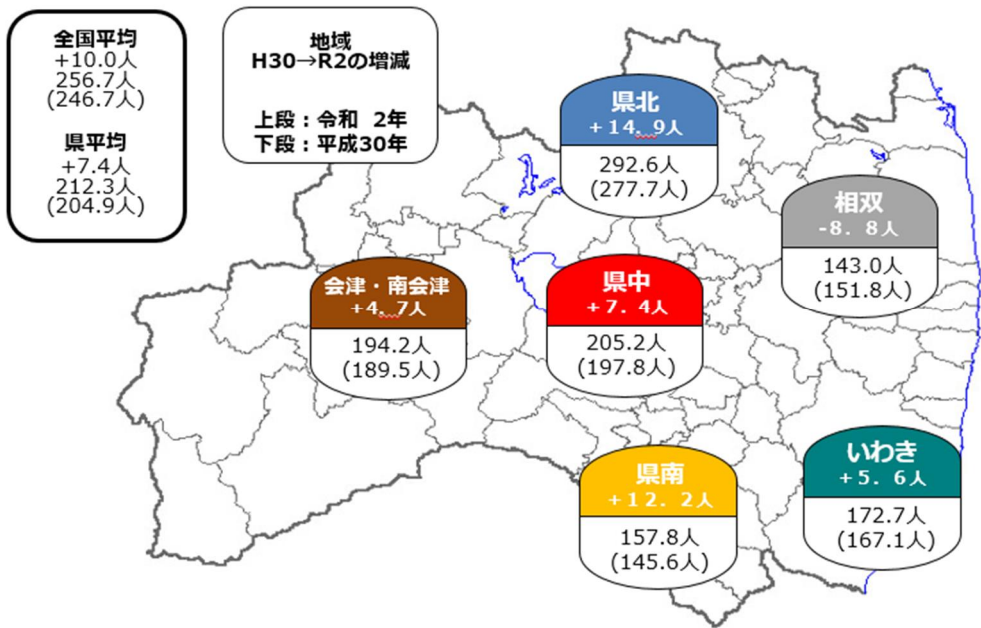 全国平均
+10.0人
256.7人
(246.7人)
県平均
+7.4人
212.3人
(204.9人)
地域
H30→R2の増減
上段：令和 2年
下段：平成30年
県北
+14．9人
292.6人
(277.7人)
相双
-8．8人
143.0人
(151.8人)
会津・南会津
+4．7人
194.2人
(189.5人)
県中
+7．4人
205.2人
(197.8人)
県南
+12．2人
157.8人
(145.6人)
いわき
+5．6人
172.7人
(167.1人)